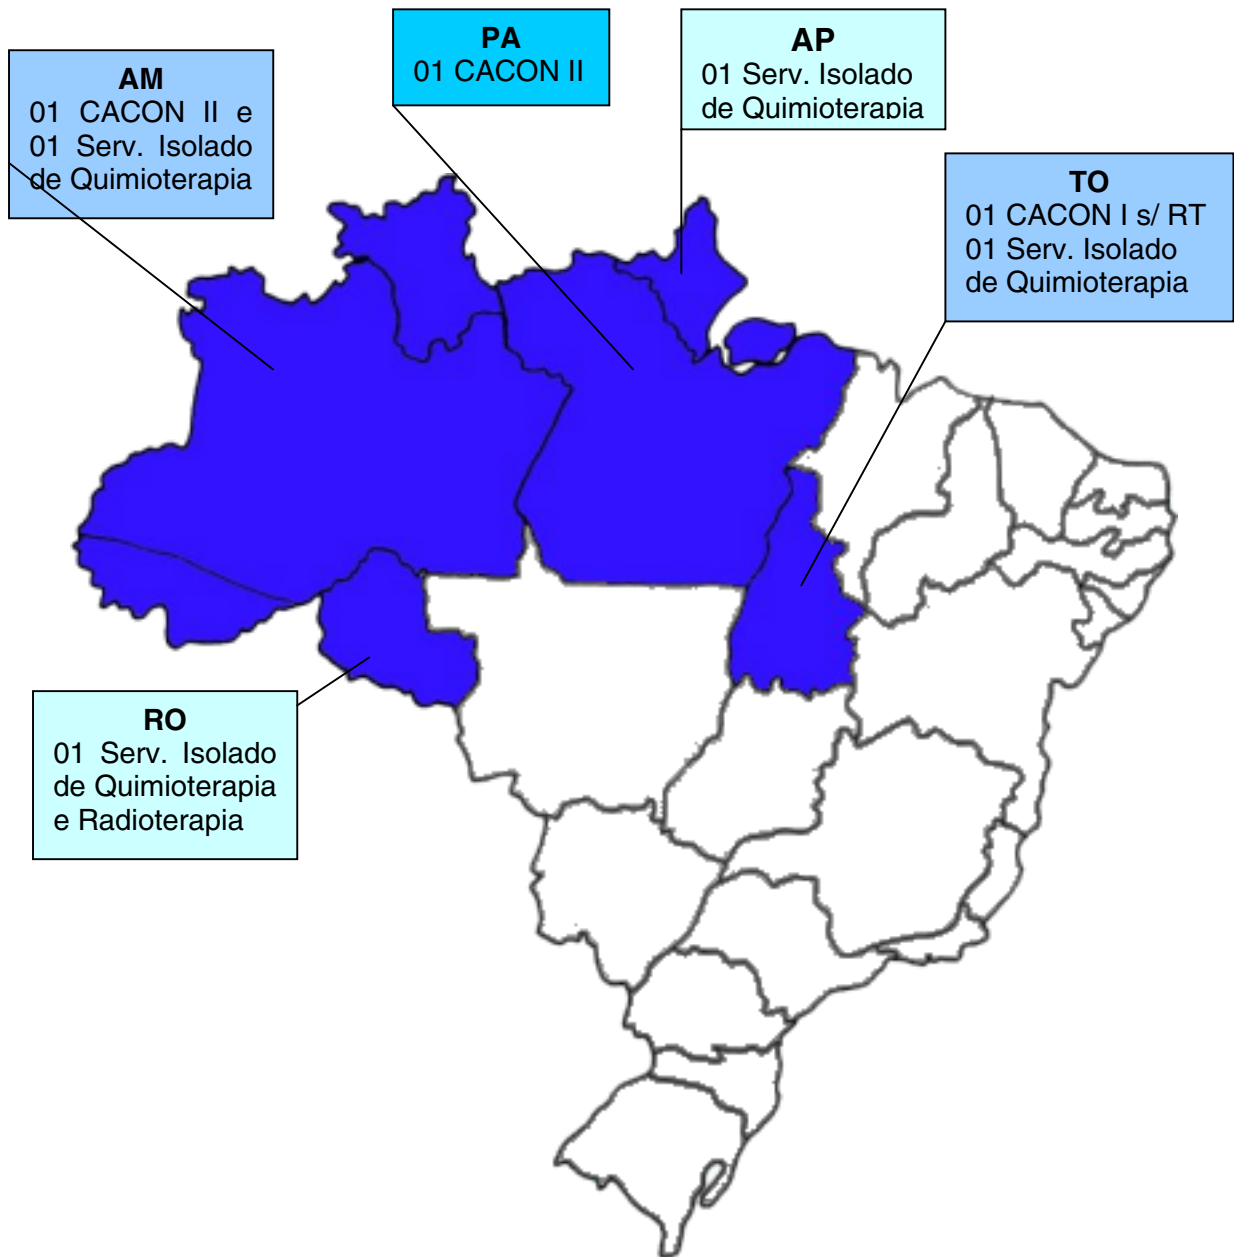 PA
01 CACON II
AP
01 Serv. Isolado
de Quimioterapia
AM
01 CACON II e
01 Serv. Isolado
de Quimioterapia
TO
01 CACON I s/ RT
01 Serv. Isolado
de Quimioterapia
RO
01 Serv. Isolado
de Quimioterapia
e Radioterapia